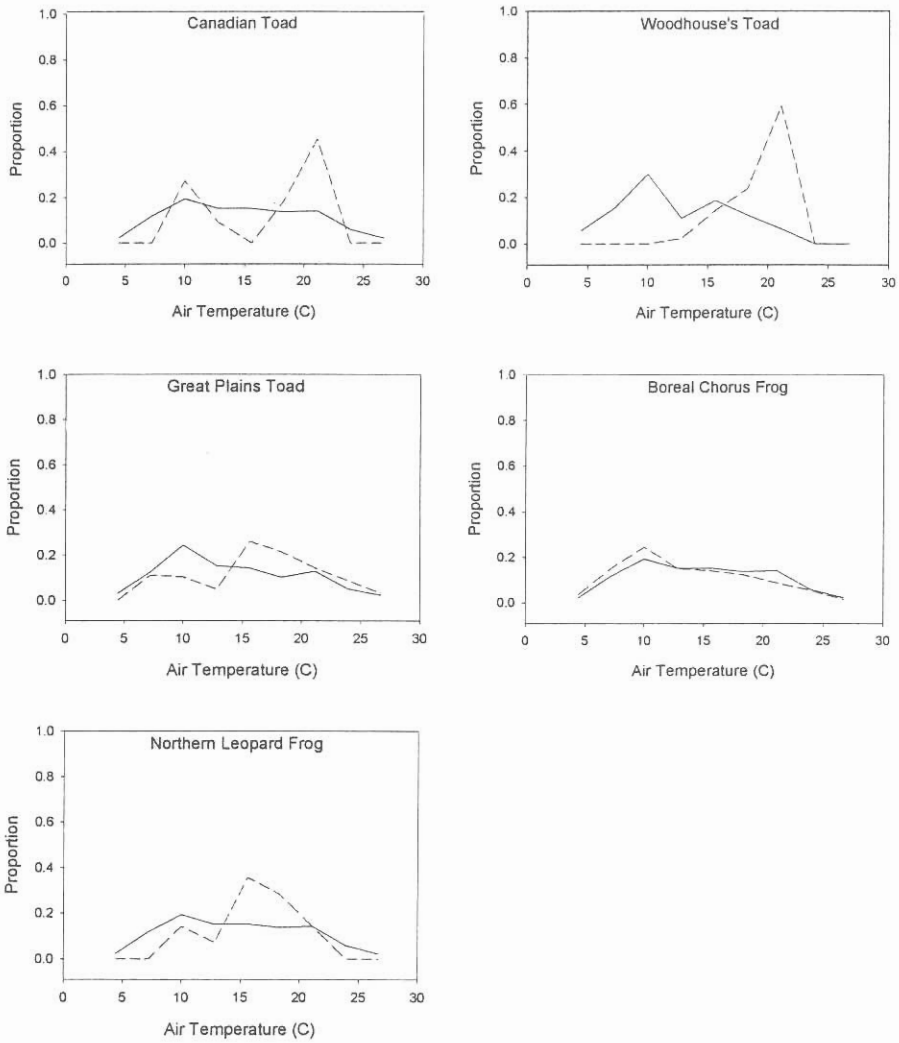 Canadian Toad
1.0
0.8
0.6
0.4
0.2
0.0
Proportion
0 5 10 15 20 25 30
Air Temperature (C)
Woodhouse's Toad
1.0
0.8
0.6
0.4
0.2
0.0
Proportion
0 5 10 15 20 25 30
Air Temperature (C)
Great Plains Toad
1.0
0.8
0.6
0.4
0.2
0.0
Proportion
0 5 10 15 20 25 30
Air Temperature (C)
Boreal Chorus Frog
1.0
0.8
0.6
0.4
0.2
0.0
Proportion
0 5 10 15 20 25 30
Air Temperature (C)
Northern Leopard Frog
1.0
0.8
0.6
0.4
0.2
0.0
Proportion
0 5 10 15 20 25 30
Air Temperature (C)